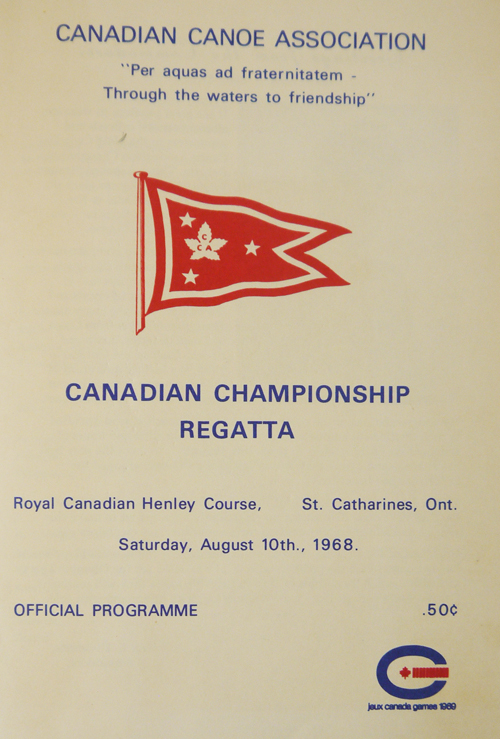 CANADIAN CANOE ASSOCIATION
"Per aquas ad fraternitatem -
Through the waters to friendship"
C
C A
CANADIAN CHAMPIONSHIP
REGATTA
Royal Canadian Henley Course, St. Catharines, Ont.
Saturday, August 10th., 1968.
OFFICIAL PROGRAMME .50¢
jeux canada games 1969